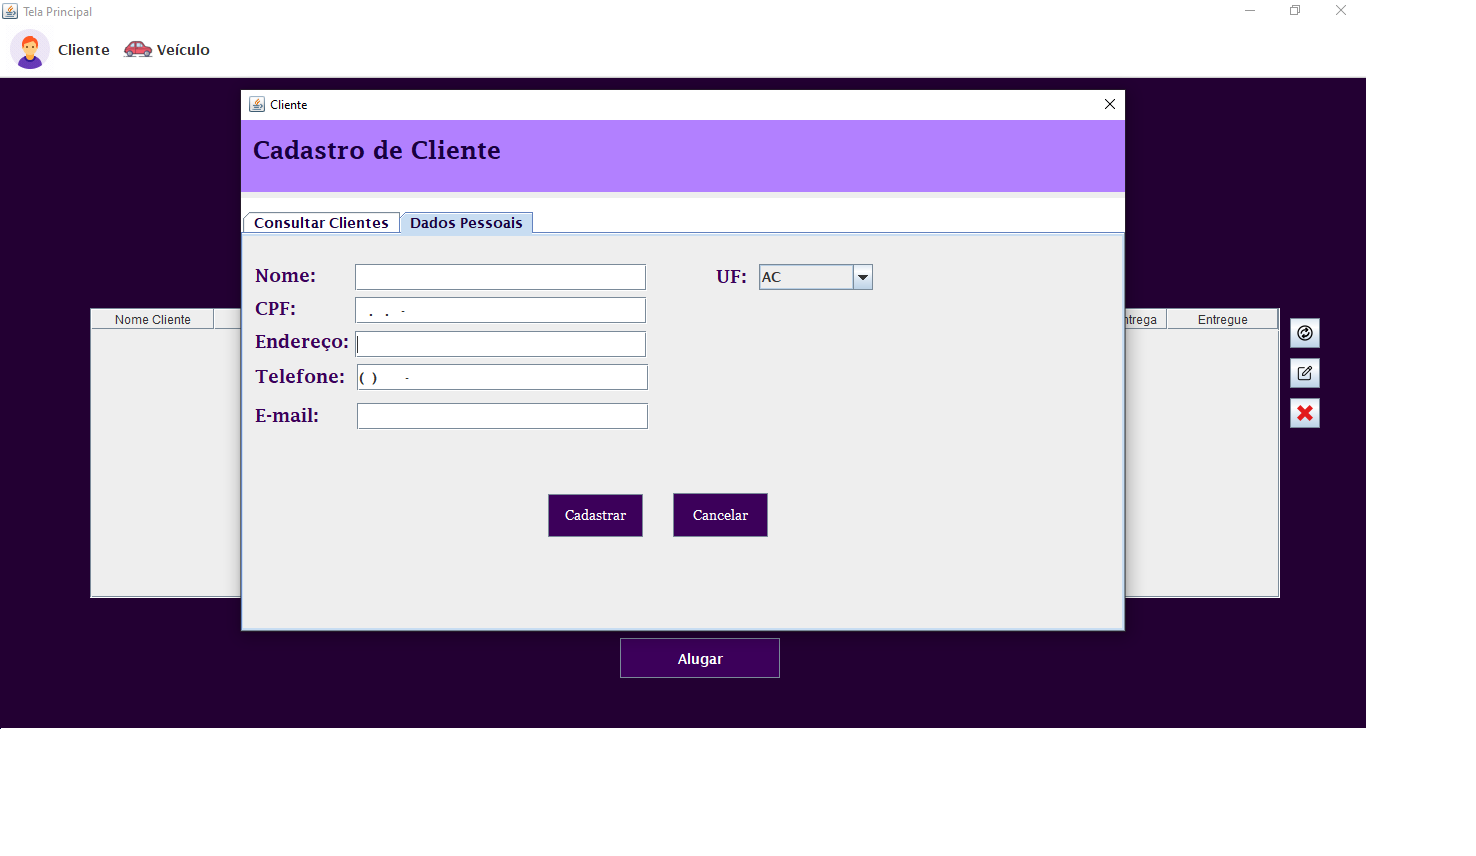 Tela Principal
Cliente Veículo
Cliente
Cadastro de Cliente
Consultar Clientes Dados Pessoais
Nome:
UF: AC
CPF: . . -
Endereço:
Telefone: ( ) -
E-mail:
Nome Cliente
ntrega Entregue
Cadastrar Cancelar
Alugar